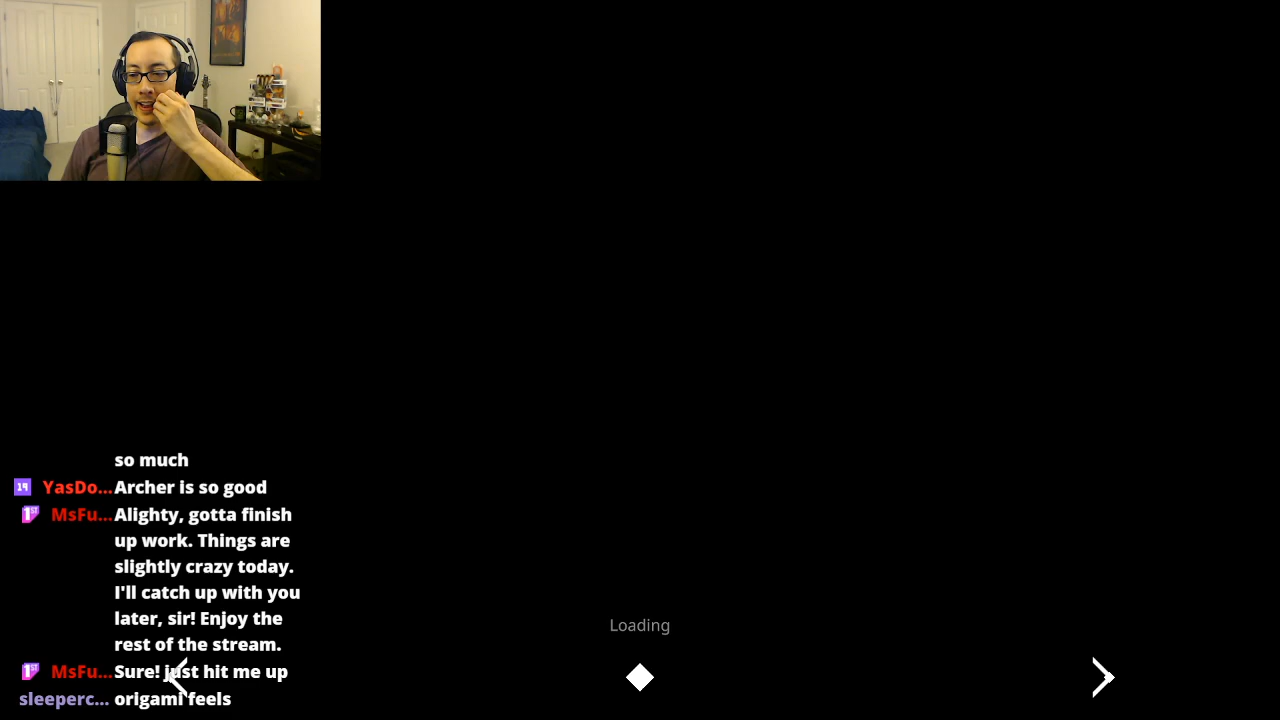 so much
YasDo... Archer is so good
MsFu... Alighty, gotta finish
up work. Things are
slightly crazy today.
I'll catch up with you
later, sir! Enjoy the
rest of the stream.
MsFu... Sure! just hit me up
sleeperc... origami feels
Loading